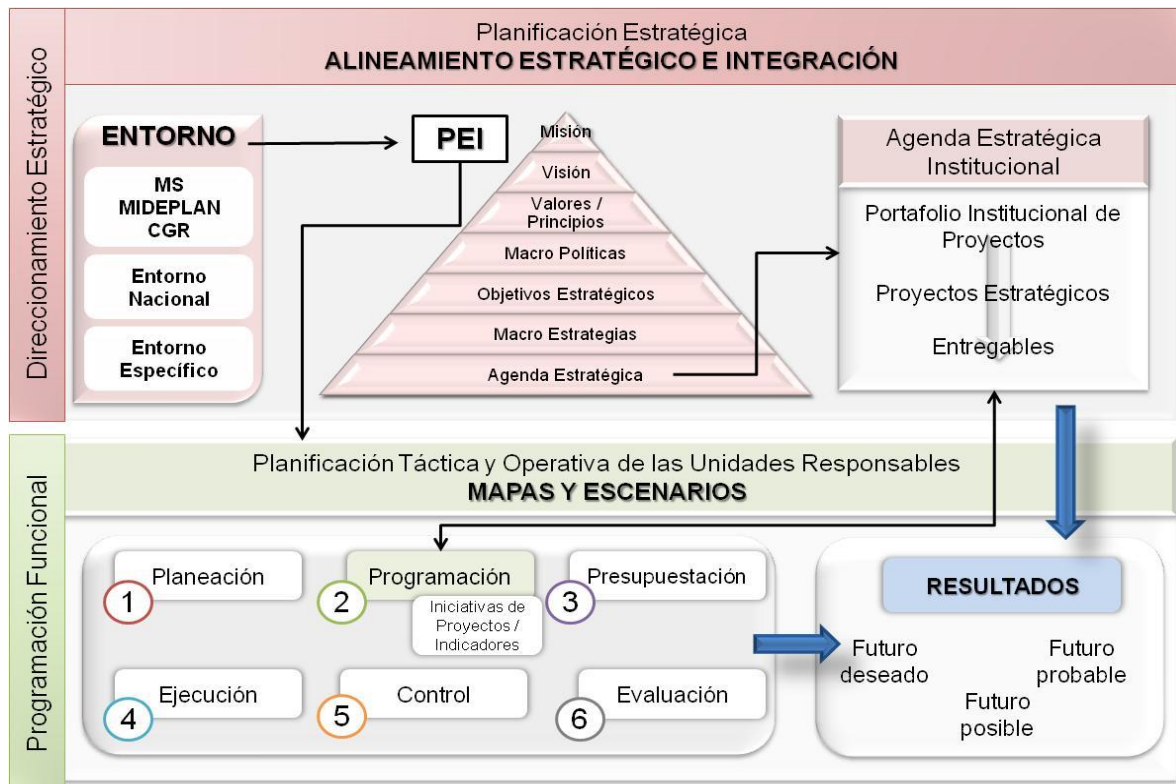 Direccionamiento Estratégico
Planificación Estratégica
ALINEAMIENTO ESTRATÉGICO E INTEGRACIÓN
ENTORNO
MS
MIDEPLAN
CGR
Entorno
Nacional
Entorno
Específico
PEI
Misión
Visión
Valores /
Principios
Macro Políticas
Objetivos Estratégicos
Macro Estrategias
Agenda Estratégica
Agenda Estratégica
Institucional
Portafolio Institucional de
Proyectos
Proyectos Estratégicos
Entregables
Programación Funcional
Planificación Táctica y Operativa de las Unidades Responsables
MAPAS Y ESCENARIOS
1
Planeación
2
Programación
Iniciativas de
Proyectos /
Indicadores
3
Presupuestación
4
Ejecución
5
Control
6
Evaluación
RESULTADOS
Futuro
deseado
Futuro
probable
Futuro
posible